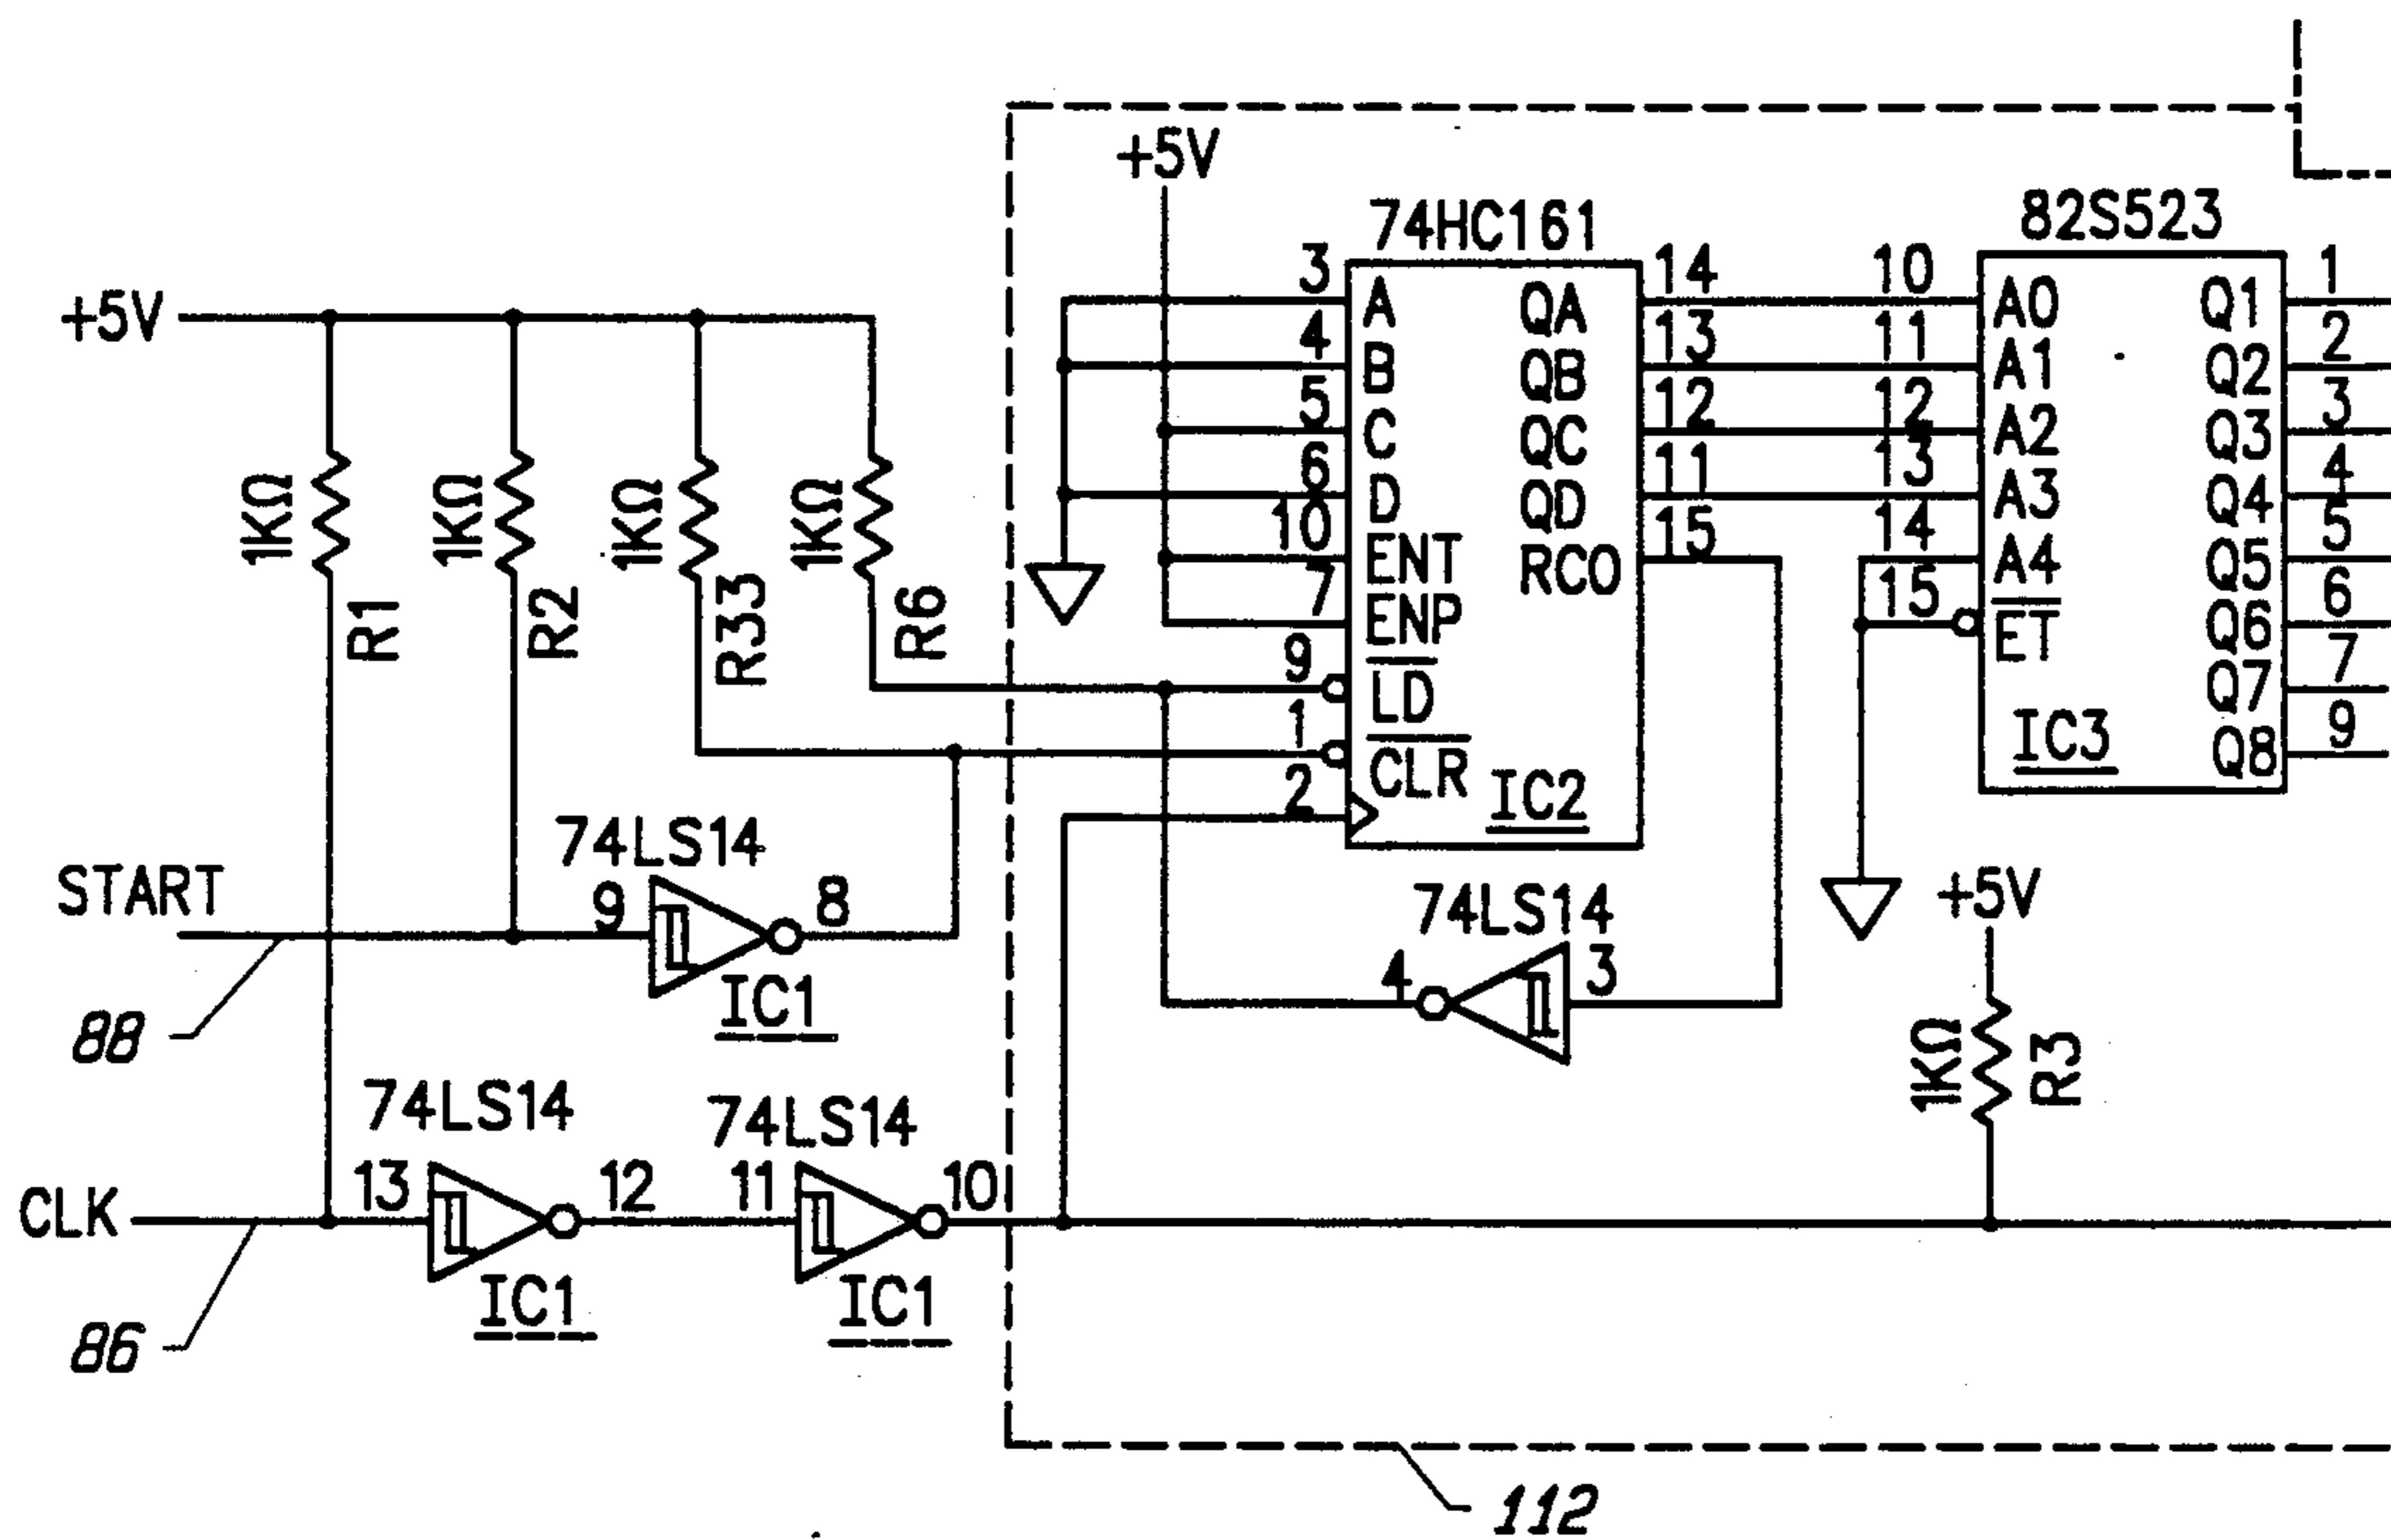 +5V
74HC161
82S523
3 A QA 14 10 A0 Q1 1
4 B QB 13 11 A1 Q2 2
5 C QC 12 12 A2 Q3 3
6 D QD 11 13 A3 Q4 4
10 ENT RCO 15 14 A4 Q5 5
7 ENP 15 ET Q6 6
9 LD Q7 7
1 CLR IC3 Q8 9
2 IC2
+5V
1KΩ R1
1KΩ R2
1KΩ R33
1KΩ R6
START
74LS14
9 8
IC1
88
74LS14
4 3
+5V
1KΩ R3
CLK
74LS14
13 12
IC1
74LS14
11 10
IC1
86
112